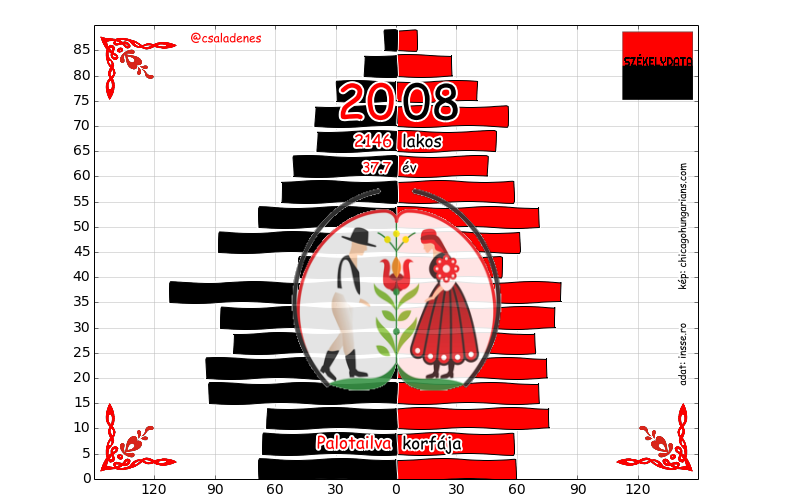 @csaladenes
SZÉKELYDATA
2008
2146 lakos
37.7 év
kép: chicagohungarians.com
adat: insse.ro
Palotailva korfája
85
80
75
70
65
60
55
50
45
40
35
30
25
20
15
10
5
0
120 90 60 30 0 30 60 90 120